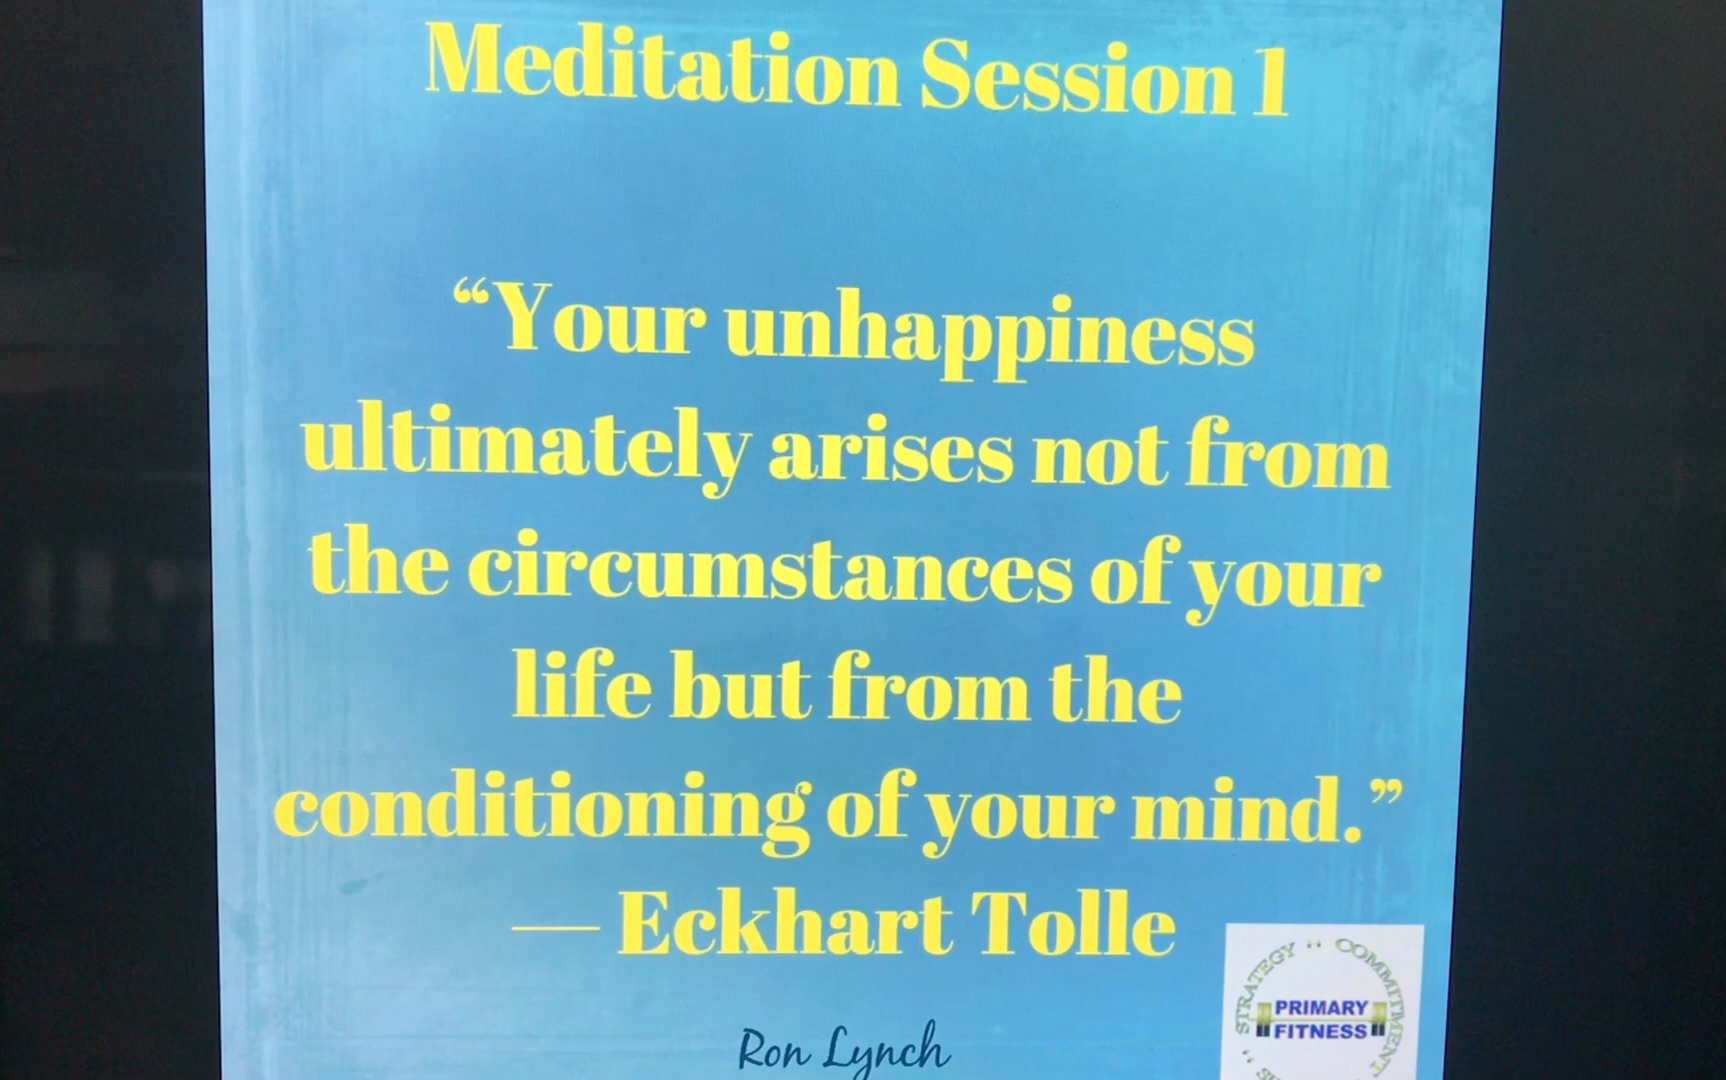 Meditation Session 1
“Your unhappiness
ultimately arises not from
the circumstances of your
life but from the
conditioning of your mind.”
— Eckhart Tolle
Ron Lynch
STRATEGY :: COMMITMENT ::
PRIMARY
FITNESS